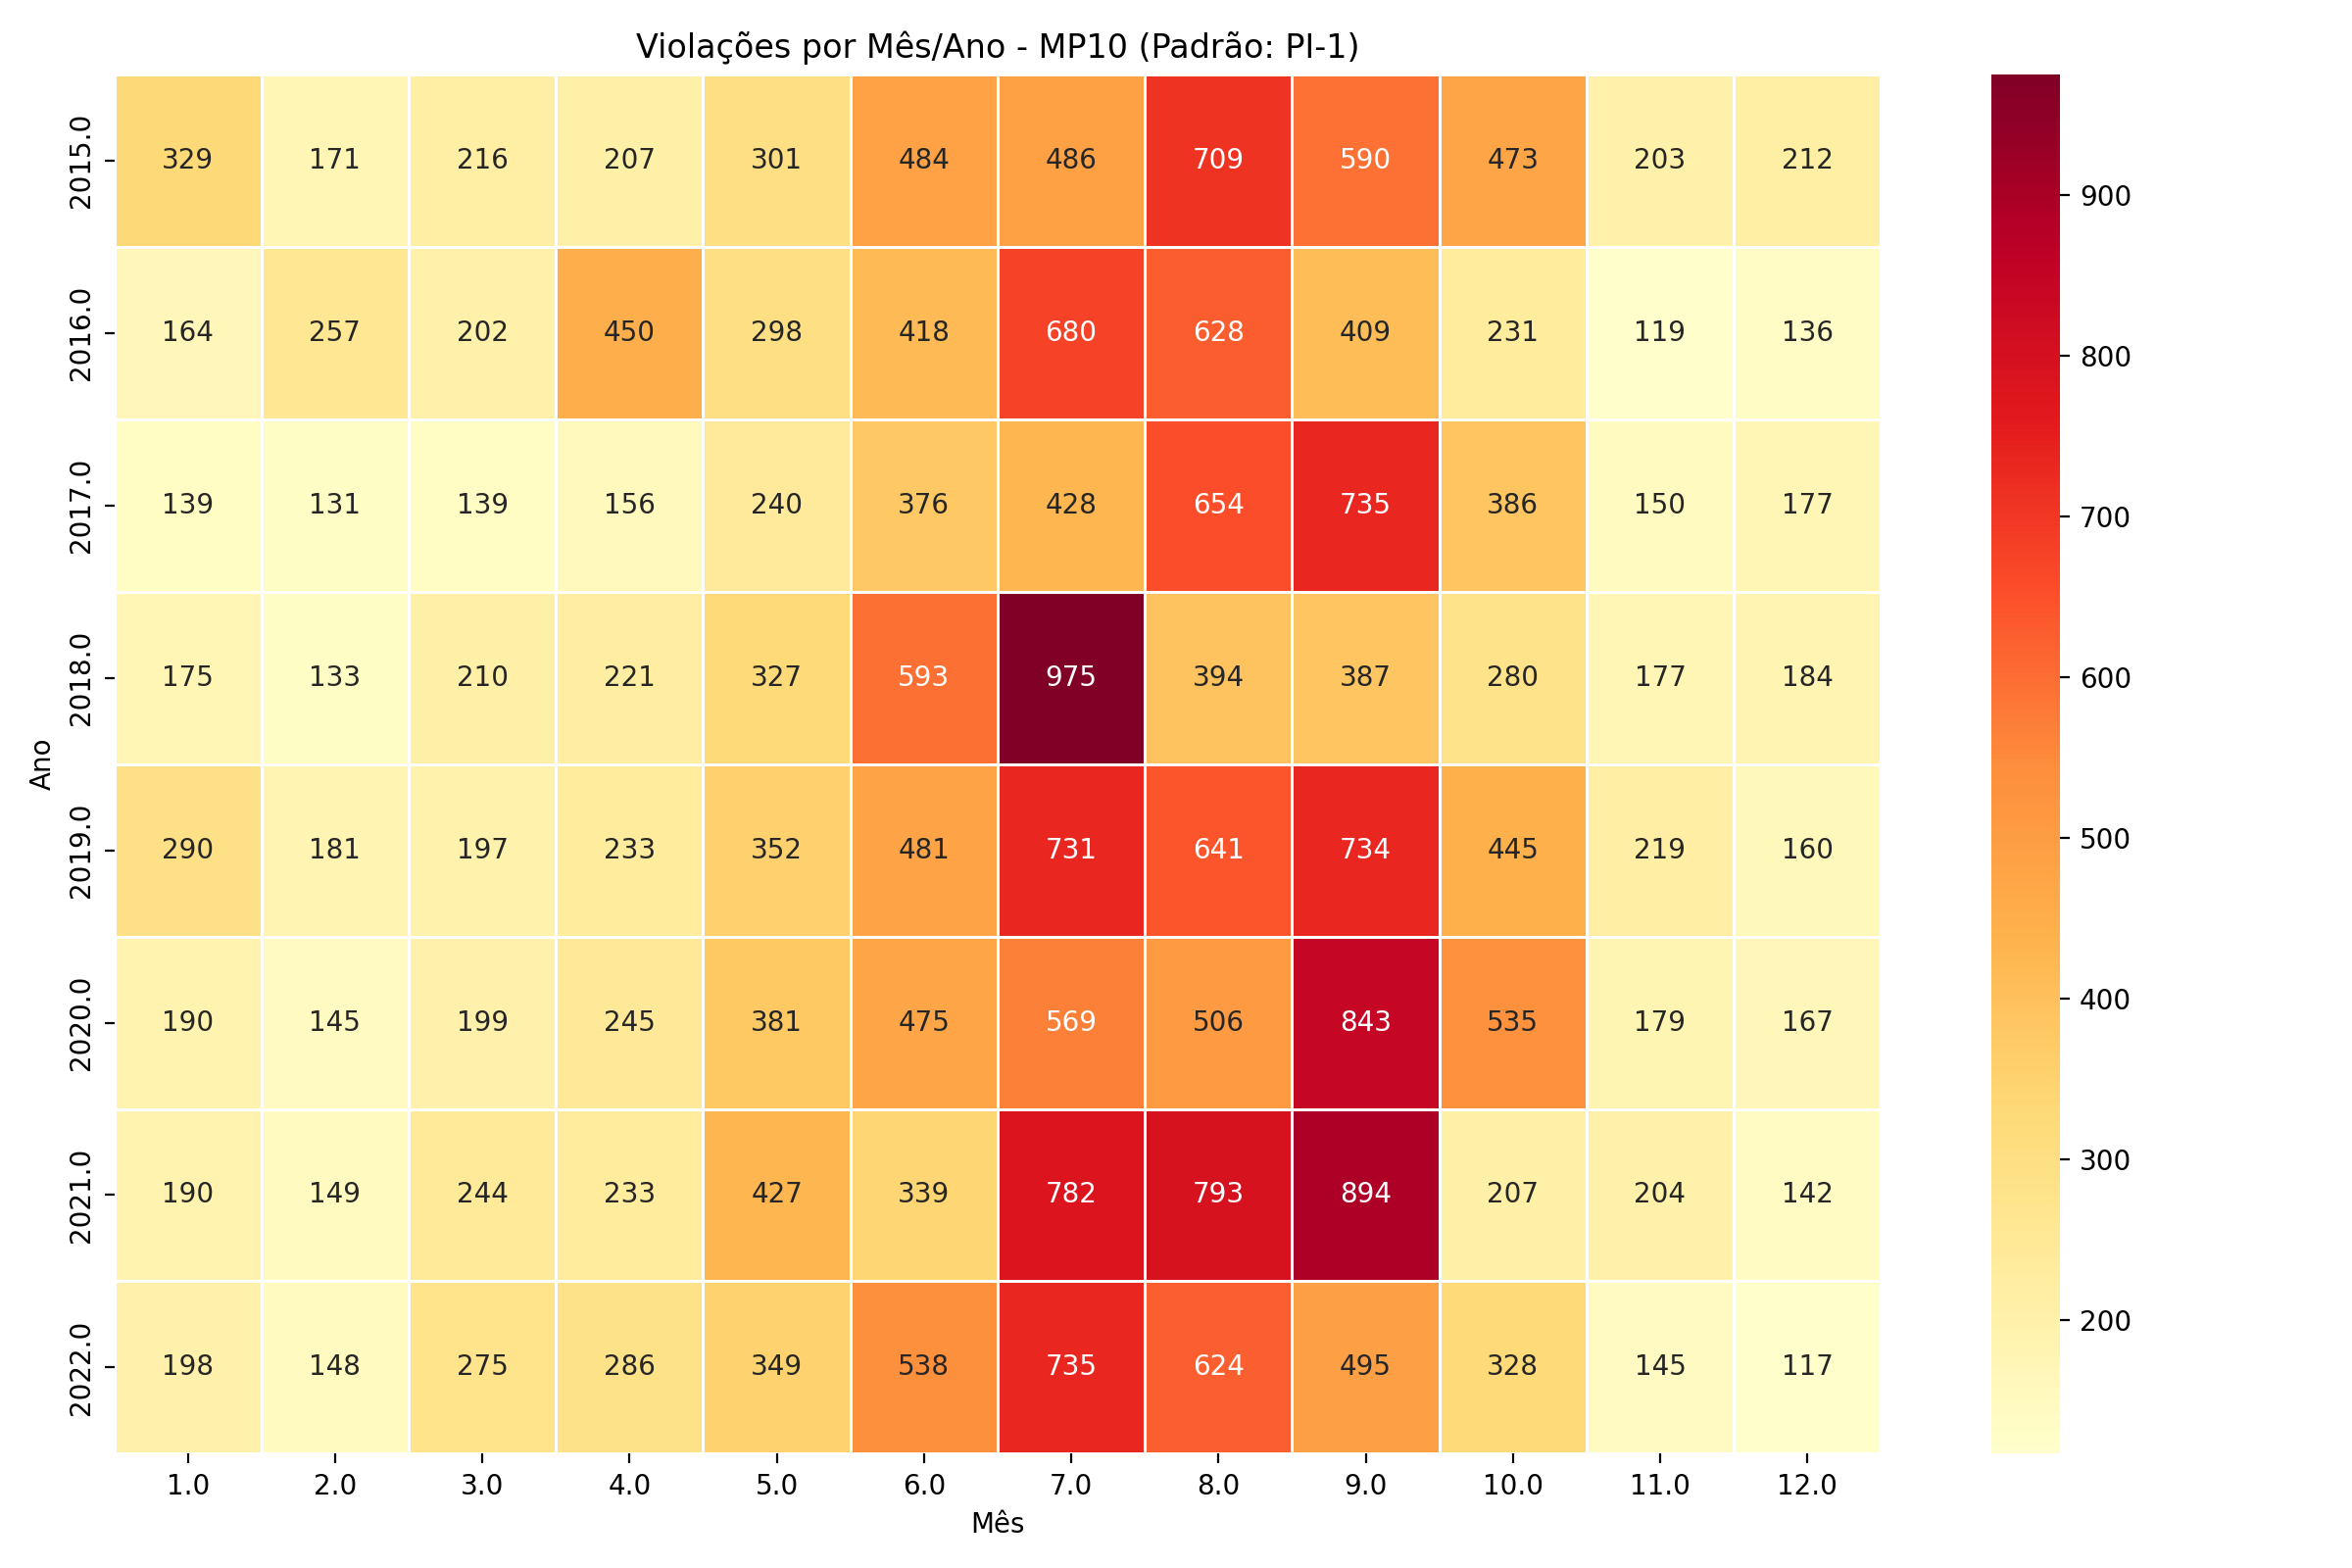 Violações por Mês/Ano - MP10 (Padrão: PI-1)
2015.0 329 171 216 207 301 484 486 709 590 473 203 212
2016.0 164 257 202 450 298 418 680 628 409 231 119 136
2017.0 139 131 139 156 240 376 428 654 735 386 150 177
2018.0 175 133 210 221 327 593 975 394 387 280 177 184
2019.0 290 181 197 233 352 481 731 641 734 445 219 160
2020.0 190 145 199 245 381 475 569 506 843 535 179 167
2021.0 190 149 244 233 427 339 782 793 894 207 204 142
2022.0 198 148 275 286 349 538 735 624 495 328 145 117
1.0 2.0 3.0 4.0 5.0 6.0 7.0 8.0 9.0 10.0 11.0 12.0
Mês
Ano
900
800
700
600
500
400
300
200